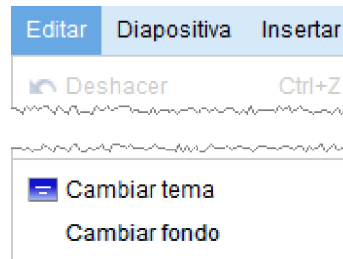 Editar Diapositiva Insertar
Deshacer Ctrl+Z
Cambiar tema
Cambiar fondo